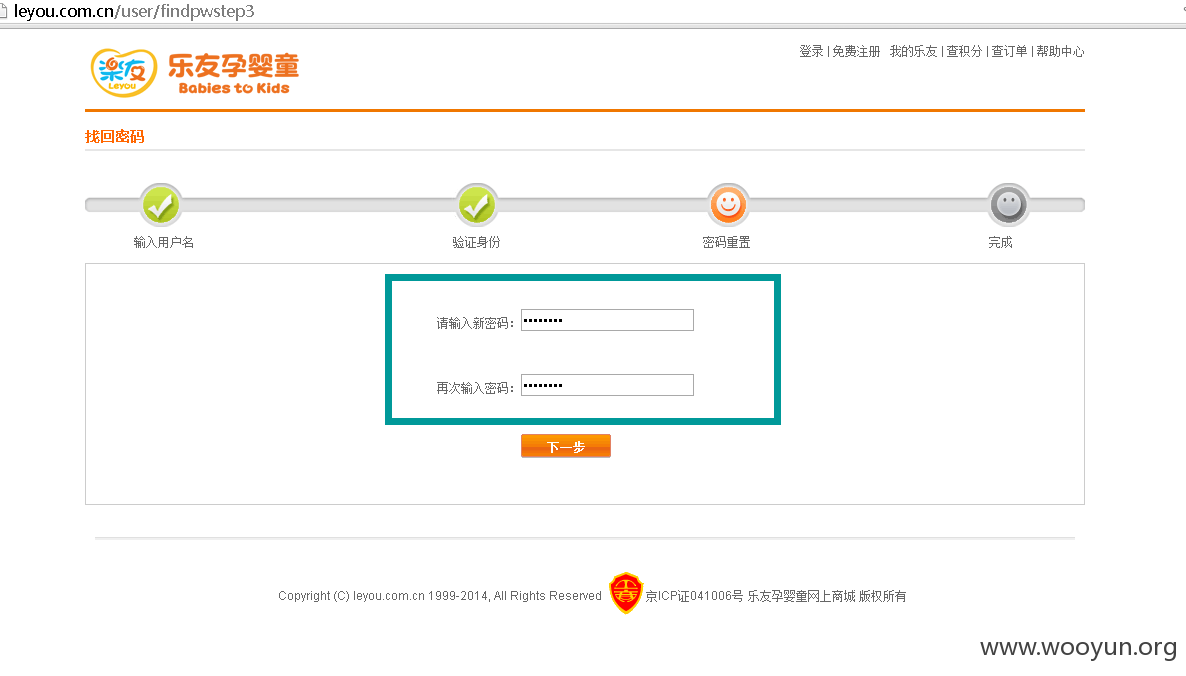 leyou.com.cn/user/findpwstep3
登录 | 免费注册 我的乐友 | 查积分 | 查订单 | 帮助中心
樂友
Leyou
乐友孕婴童
Babies to Kids
找回密码
输入用户名 验证身份 密码重置 完成
请输入新密码：
再次输入密码：
下一步
Copyright (C) leyou.com.cn 1999-2014, All Rights Reserved 京ICP证041006号 乐友孕婴童网上商城 版权所有
www.wooyun.org